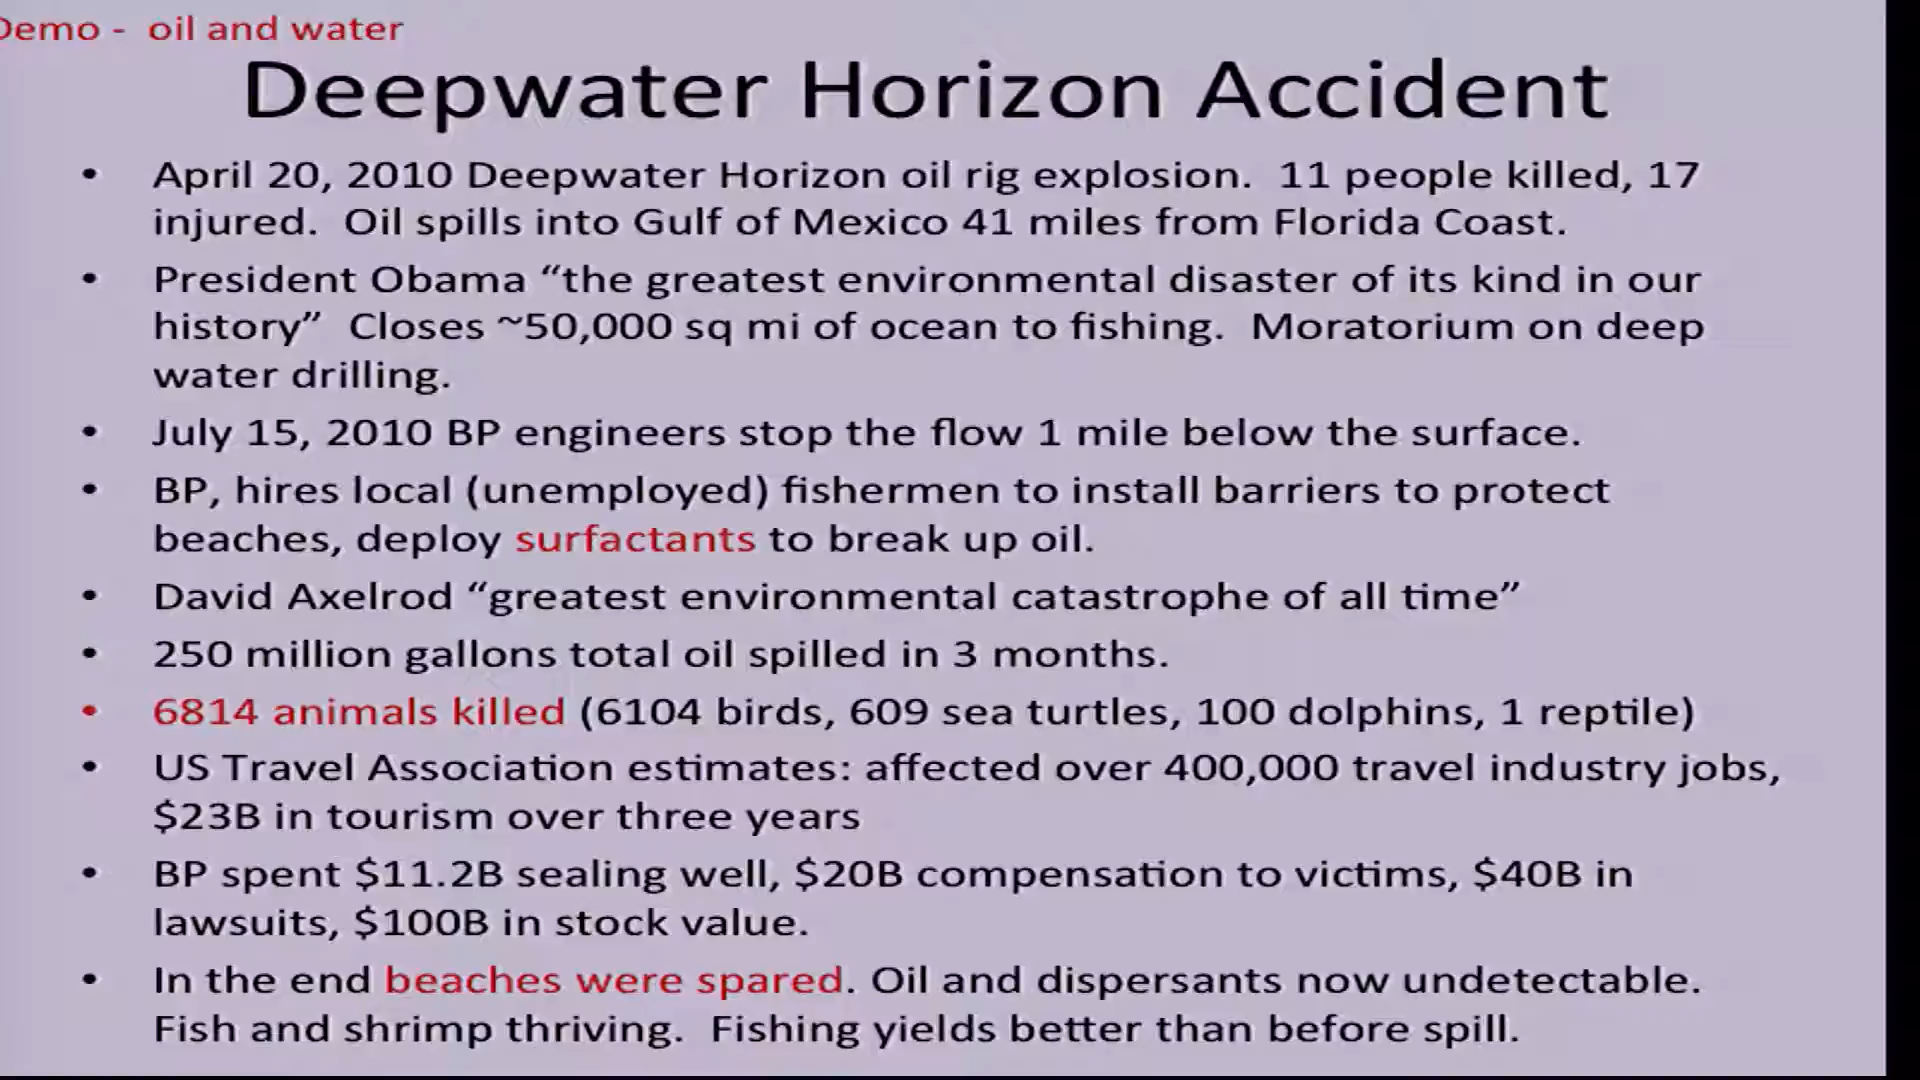 Demo - oil and water
Deepwater Horizon Accident
• April 20, 2010 Deepwater Horizon oil rig explosion. 11 people killed, 17
injured. Oil spills into Gulf of Mexico 41 miles from Florida Coast.
• President Obama “the greatest environmental disaster of its kind in our
history” Closes ~50,000 sq mi of ocean to fishing. Moratorium on deep
water drilling.
• July 15, 2010 BP engineers stop the flow 1 mile below the surface.
• BP, hires local (unemployed) fishermen to install barriers to protect
beaches, deploy surfactants to break up oil.
• David Axelrod “greatest environmental catastrophe of all time”
• 250 million gallons total oil spilled in 3 months.
• 6814 animals killed (6104 birds, 609 sea turtles, 100 dolphins, 1 reptile)
• US Travel Association estimates: affected over 400,000 travel industry jobs,
$23B in tourism over three years
• BP spent $11.2B sealing well, $20B compensation to victims, $40B in
lawsuits, $100B in stock value.
• In the end beaches were spared. Oil and dispersants now undetectable.
Fish and shrimp thriving. Fishing yields better than before spill.